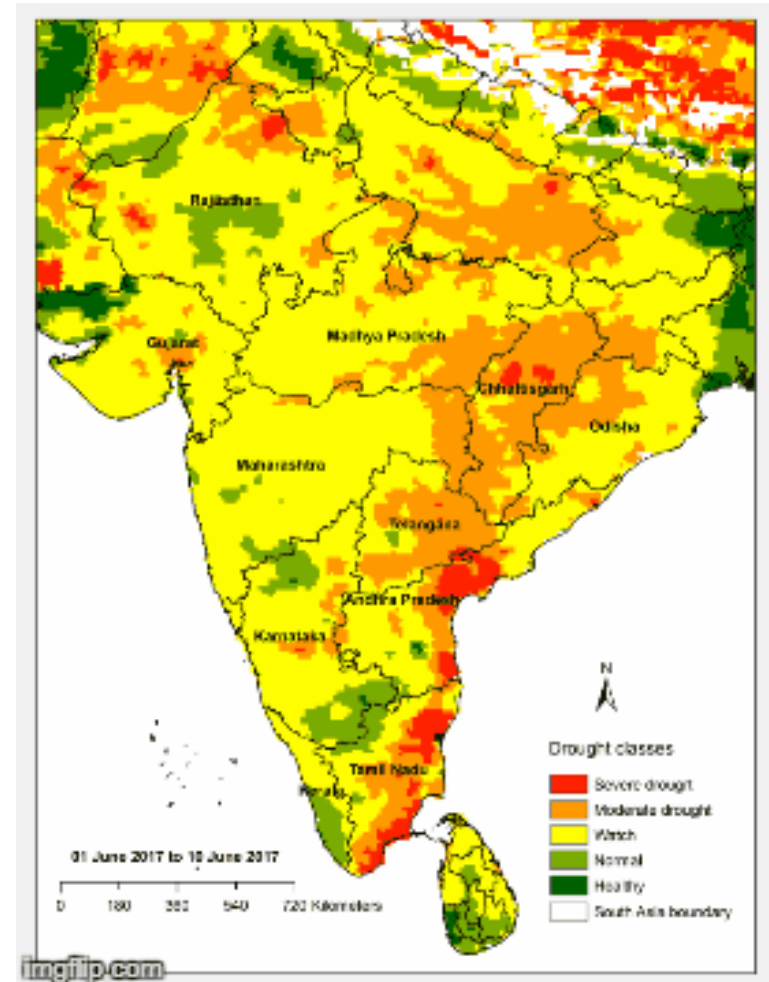 Rajasthan
Gujarat
Madhya Pradesh
Chhattisgarh
Odisha
Maharashtra
Telangana
Andhra Pradesh
Karnataka
Tamil Nadu
Kerala
N
Drought classes
Severe drougrt
Moderate drought
Watch
Normal
Healthy
South Asia boundary
01 June 2017 to 10 June 2017
0 180 360 540 720 Kilometers
imgflip.com